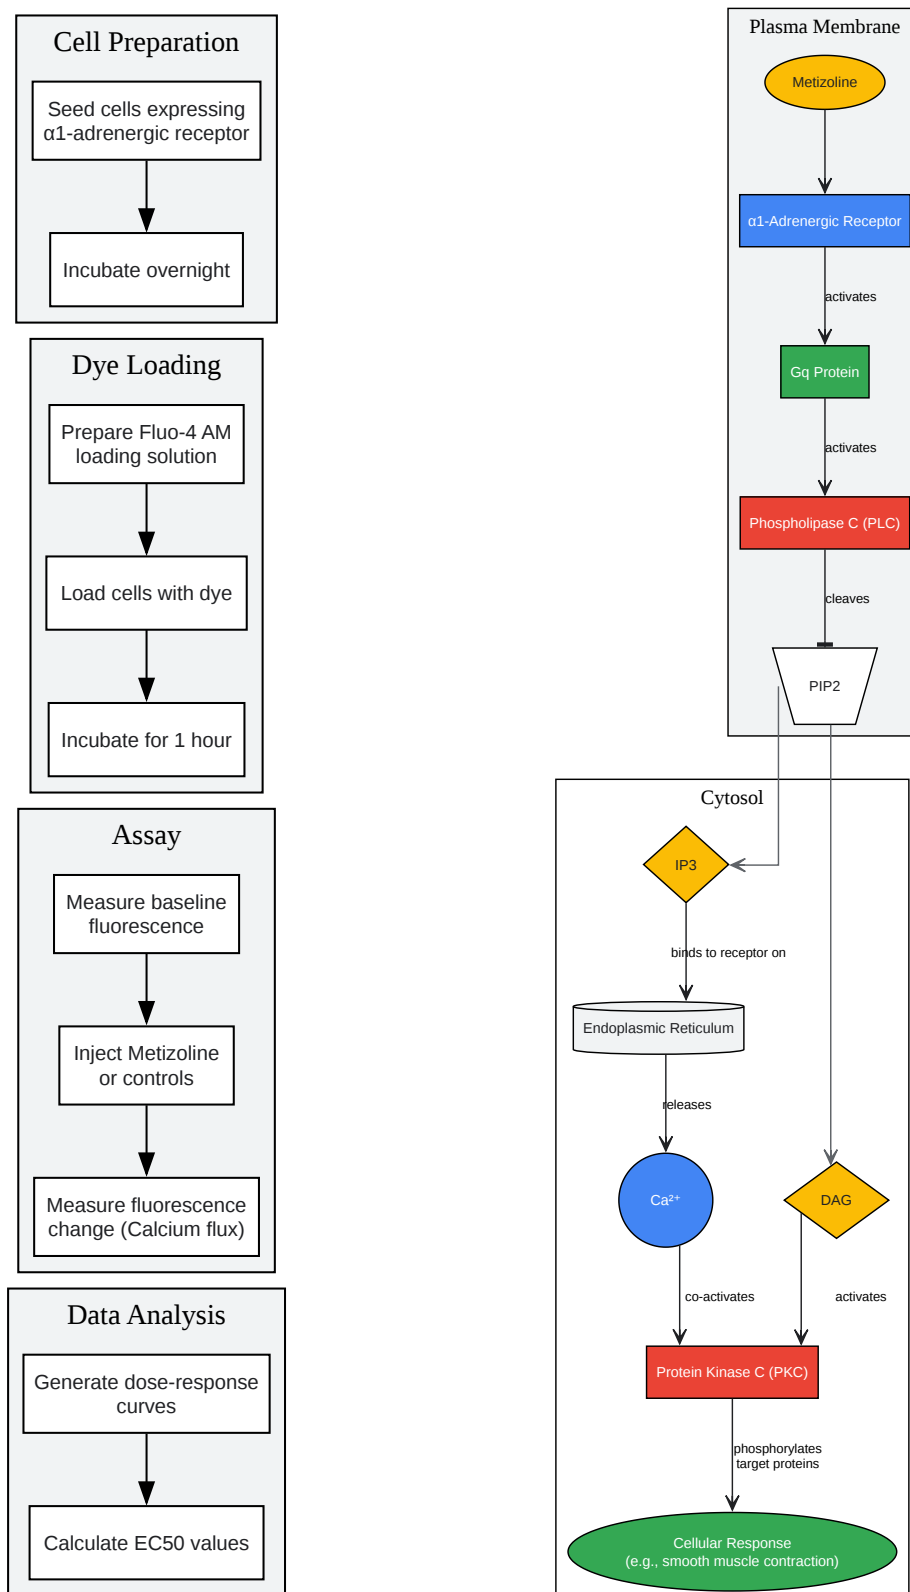 Cell Preparation
Seed cells expressing
α1-adrenergic receptor
Incubate overnight
Dye Loading
Prepare Fluo-4 AM
loading solution
Load cells with dye
Incubate for 1 hour
Assay
Measure baseline
fluorescence
Inject Metizoline
or controls
Measure fluorescence
change (Calcium flux)
Data Analysis
Generate dose-response
curves
Calculate EC50 values
Plasma Membrane
Metizoline
α1-Adrenergic Receptor
activates
Gq Protein
activates
Phospholipase C (PLC)
cleaves
PIP2
Cytosol
IP3
binds to receptor on
Endoplasmic Reticulum
releases
Ca²⁺
DAG
co-activates
activates
Protein Kinase C (PKC)
phosphorylates
target proteins
Cellular Response
(e.g., smooth muscle contraction)